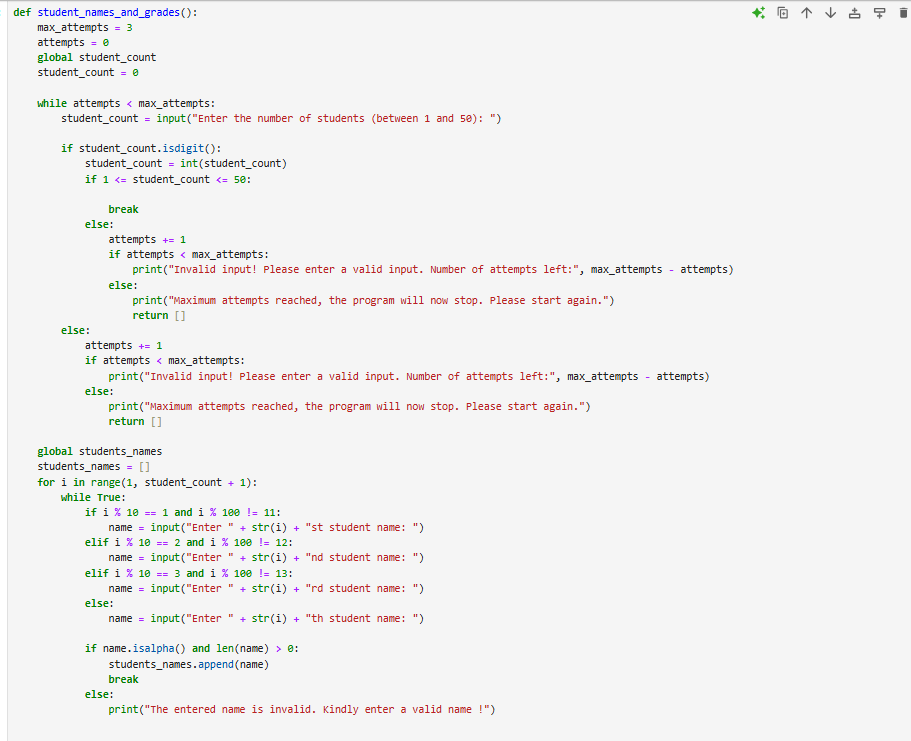 def student_names_and_grades():
    max_attempts = 3
    attempts = 0
    global student_count
    student_count = 0

    while attempts < max_attempts:
        student_count = input("Enter the number of students (between 1 and 50): ")

        if student_count.isdigit():
            student_count = int(student_count)
            if 1 <= student_count <= 50:

                break
            else:
                attempts += 1
                if attempts < max_attempts:
                    print("Invalid input! Please enter a valid input. Number of attempts left:", max_attempts - attempts)
                else:
                    print("Maximum attempts reached, the program will now stop. Please start again.")
                    return []
        else:
            attempts += 1
            if attempts < max_attempts:
                print("Invalid input! Please enter a valid input. Number of attempts left:", max_attempts - attempts)
            else:
                print("Maximum attempts reached, the program will now stop. Please start again.")
                return []

    global students_names
    students_names = []
    for i in range(1, student_count + 1):
        while True:
            if i % 10 == 1 and i % 100 != 11:
                name = input("Enter " + str(i) + "st student name: ")
            elif i % 10 == 2 and i % 100 != 12:
                name = input("Enter " + str(i) + "nd student name: ")
            elif i % 10 == 3 and i % 100 != 13:
                name = input("Enter " + str(i) + "rd student name: ")
            else:
                name = input("Enter " + str(i) + "th student name: ")

            if name.isalpha() and len(name) > 0:
                students_names.append(name)
                break
            else:
                print("The entered name is invalid. Kindly enter a valid name !")